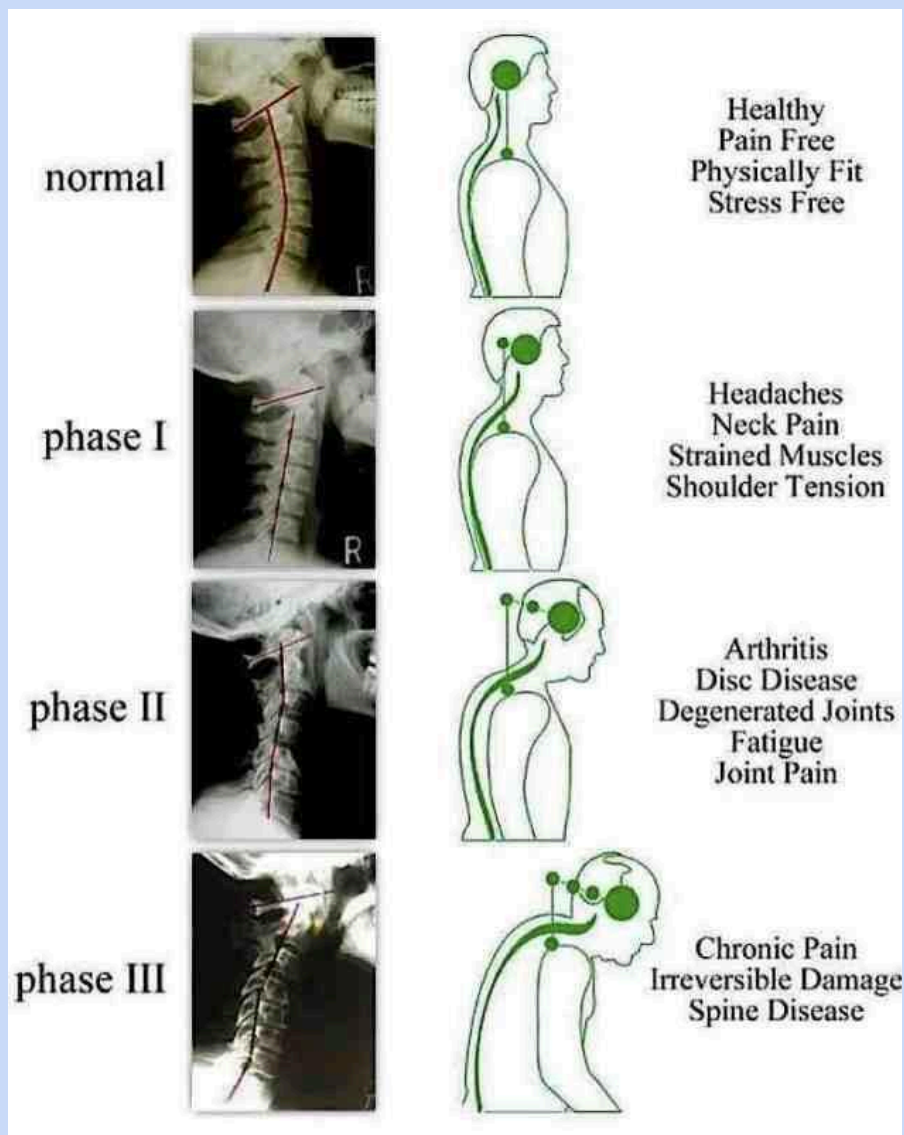 normal
Healthy
Pain Free
Physically Fit
Stress Free
phase I
Headaches
Neck Pain
Strained Muscles
Shoulder Tension
R
phase II
Arthritis
Disc Disease
Degenerated Joints
Fatigue
Joint Pain
phase III
Chronic Pain
Irreversible Damage
Spine Disease